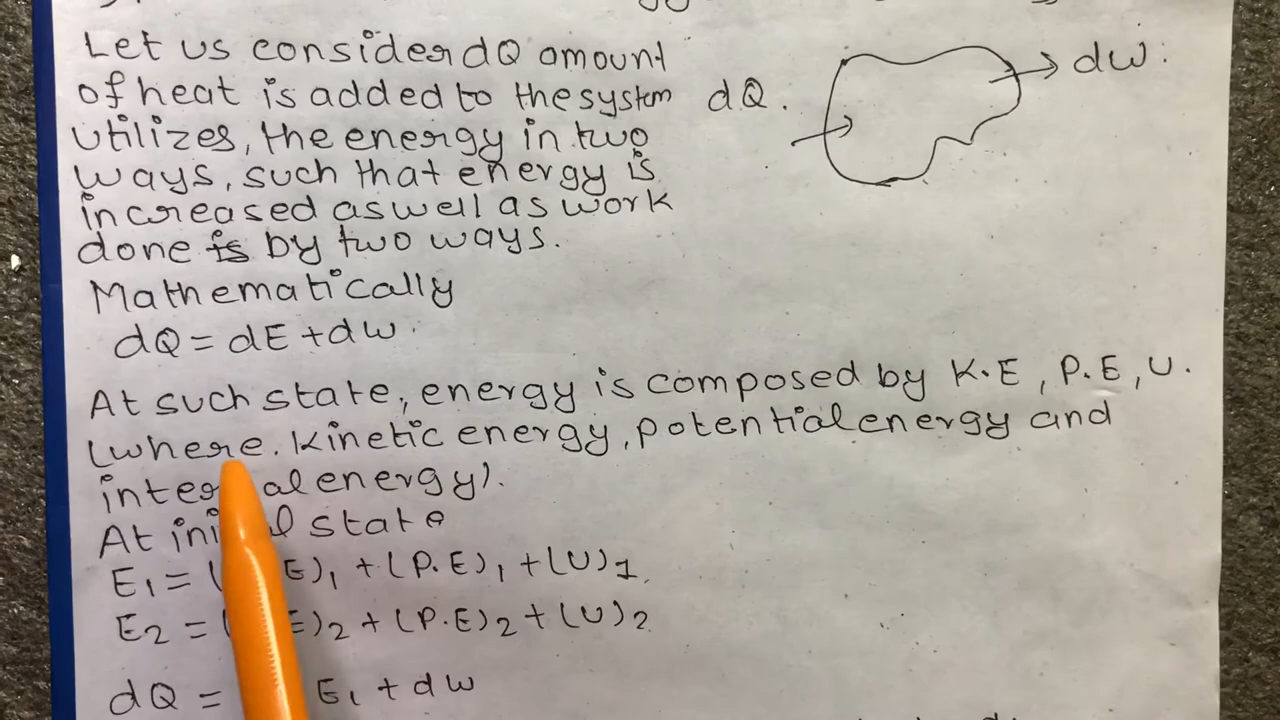 Let us consider dQ amount
of heat is added to the system
utilizes, the energy in two
ways, such that energy is
increased as well as work
done is by two ways.
dQ.
dw.
Mathematically
dQ = dE + dw.
At such state, energy is composed by K.E, P.E, U.
(where. kinetic energy, potential energy and
energy).
At state
E1 = E)1 + (P.E)1 + (U)1.
E2 = E)2 + (P.E)2 + (U)2
dQ = E1 + dw